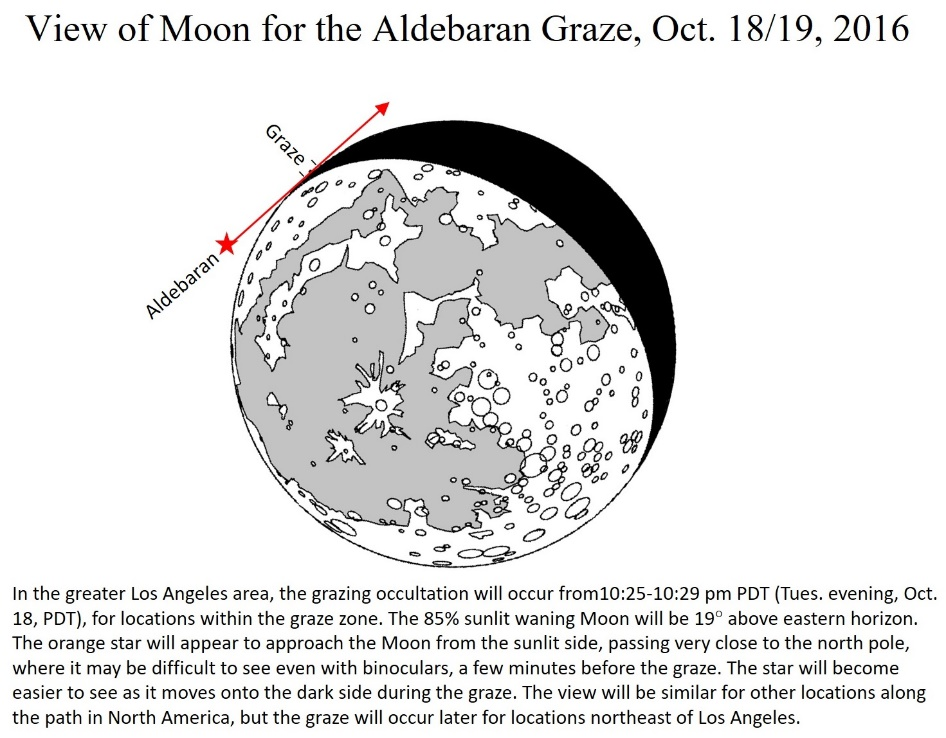 View of Moon for the Aldebaran Graze, Oct. 18/19, 2016
Graze
Aldebaran
In the greater Los Angeles area, the grazing occultation will occur from10:25-10:29 pm PDT (Tues. evening, Oct.
18, PDT), for locations within the graze zone. The 85% sunlit waning Moon will be 19° above eastern horizon.
The orange star will appear to approach the Moon from the sunlit side, passing very close to the north pole,
where it may be difficult to see even with binoculars, a few minutes before the graze. The star will become
easier to see as it moves onto the dark side during the graze. The view will be similar for other locations along
the path in North America, but the graze will occur later for locations northeast of Los Angeles.